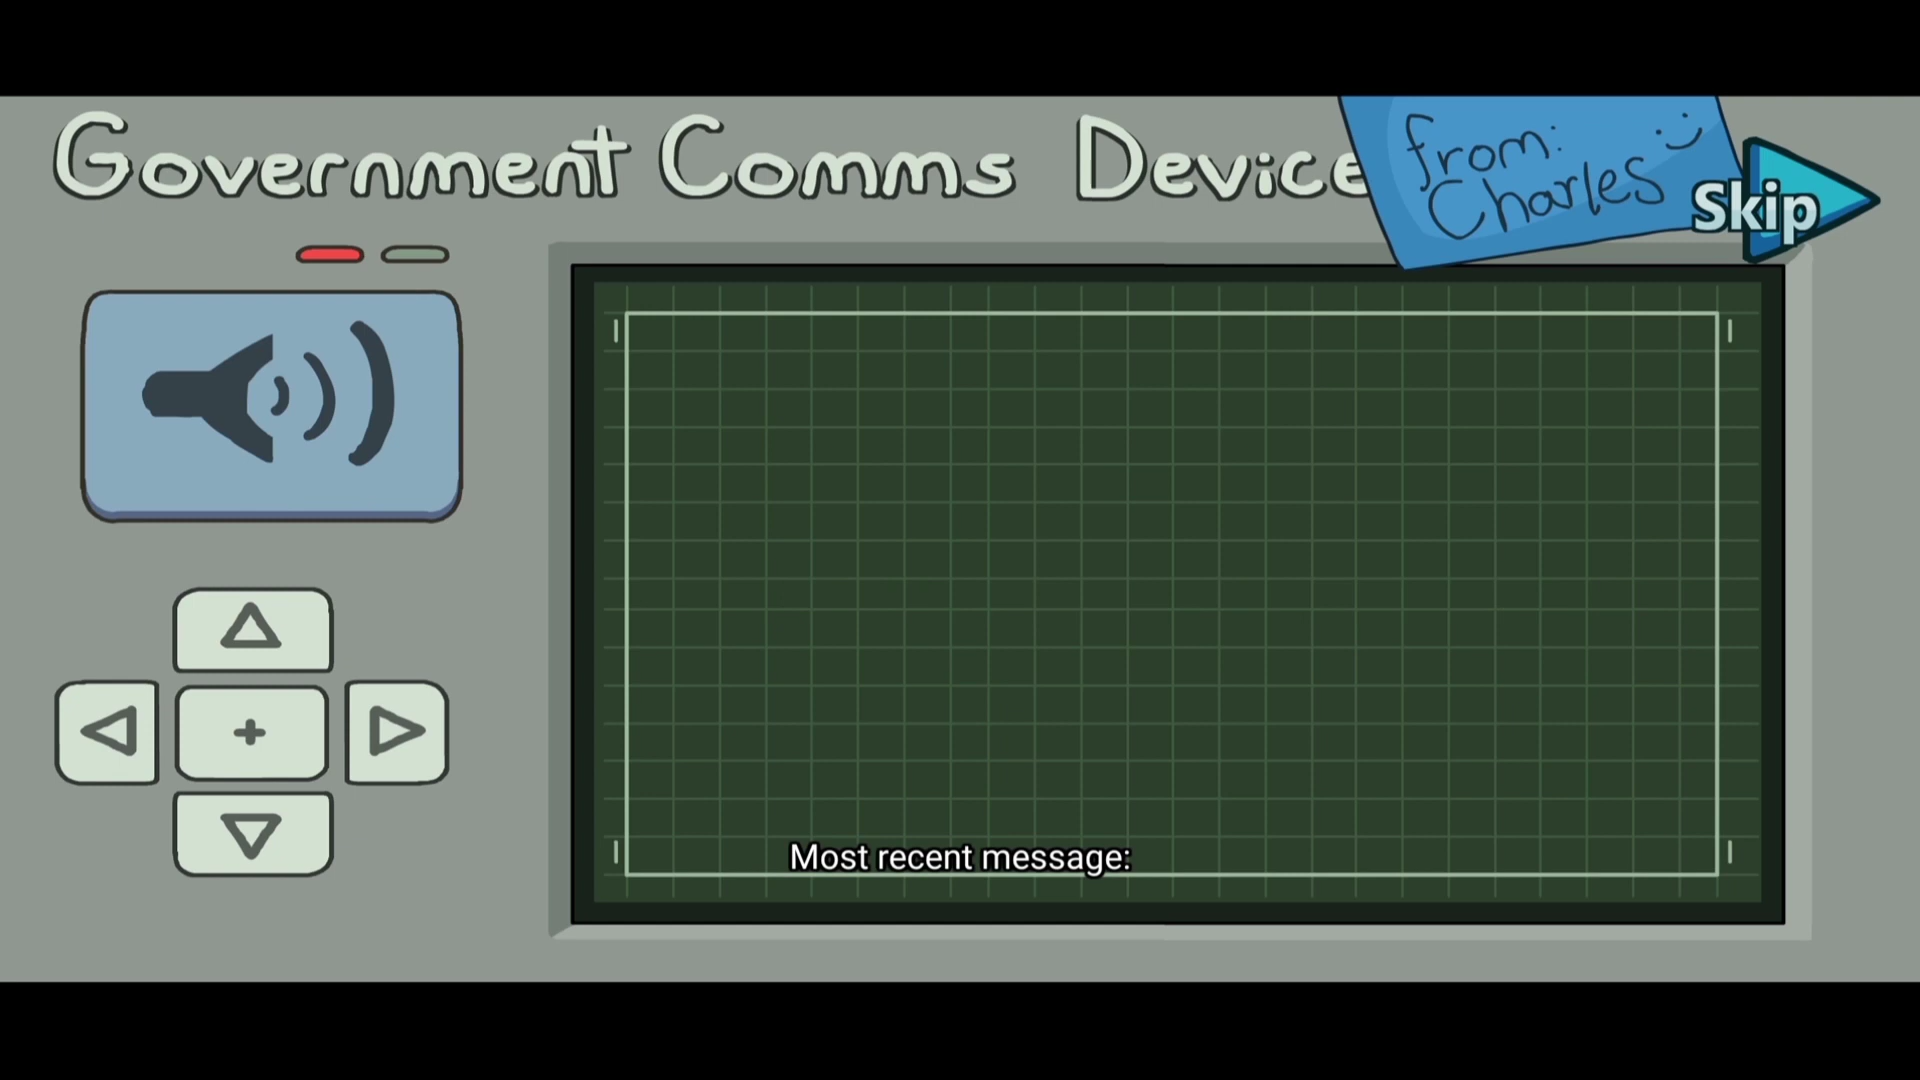 Government Comms Device
from: :)
Charles
Skip
Most recent message: